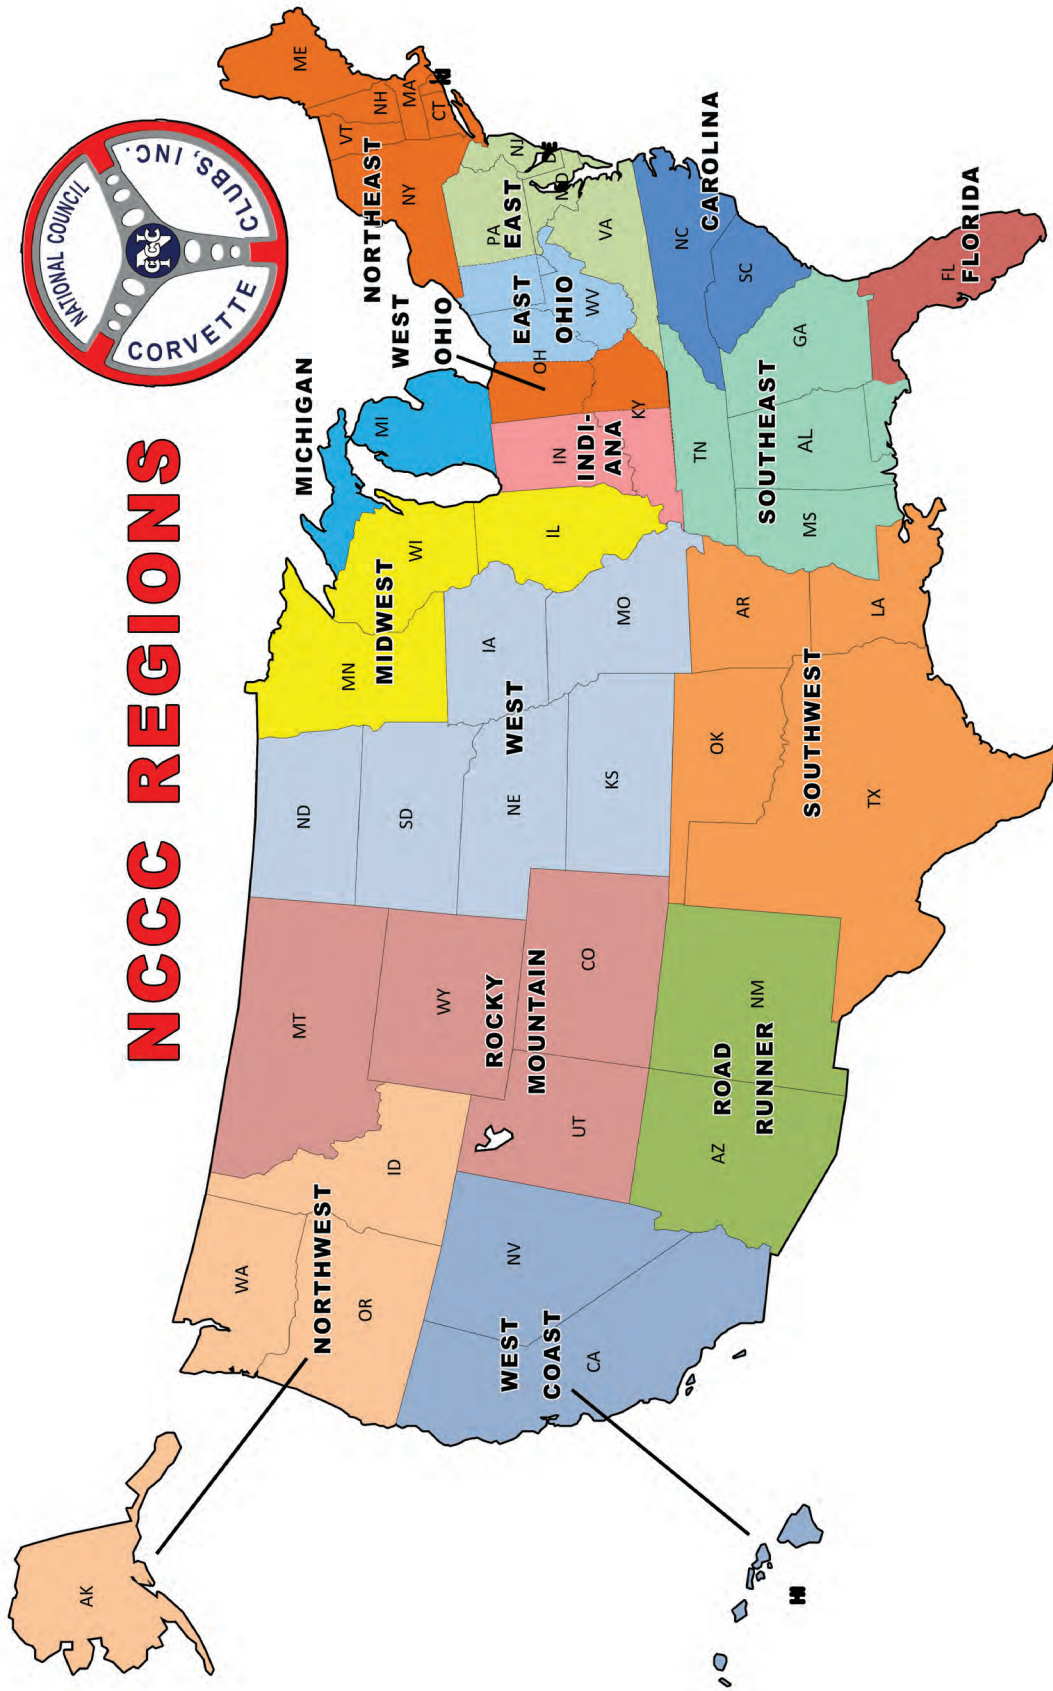 NCCC REGIONS
NATIONAL COUNCIL
CORVETTE
CLUBS, INC.
NCCC
AK
WA
OR
ID
NORTHWEST
MT
WY
ROCKY
MOUNTAIN
UT
CO
NV
CA
WEST
COAST
HI
AZ
NM
ROAD
RUNNER
ND
SD
NE
KS
IA
MO
WEST
MN
WI
IL
MIDWEST
MICHIGAN
MI
IN
INDI-
ANA
KY
WEST
OHIO
OH
EAST
OHIO
WV
NORTHEAST
ME
VT
NH
MA
CT
RI
NY
PA
EAST
NJ
DE
MD
VA
NC
SC
CAROLINA
TN
MS
AL
GA
SOUTHEAST
FL
FLORIDA
OK
AR
TX
LA
SOUTHWEST